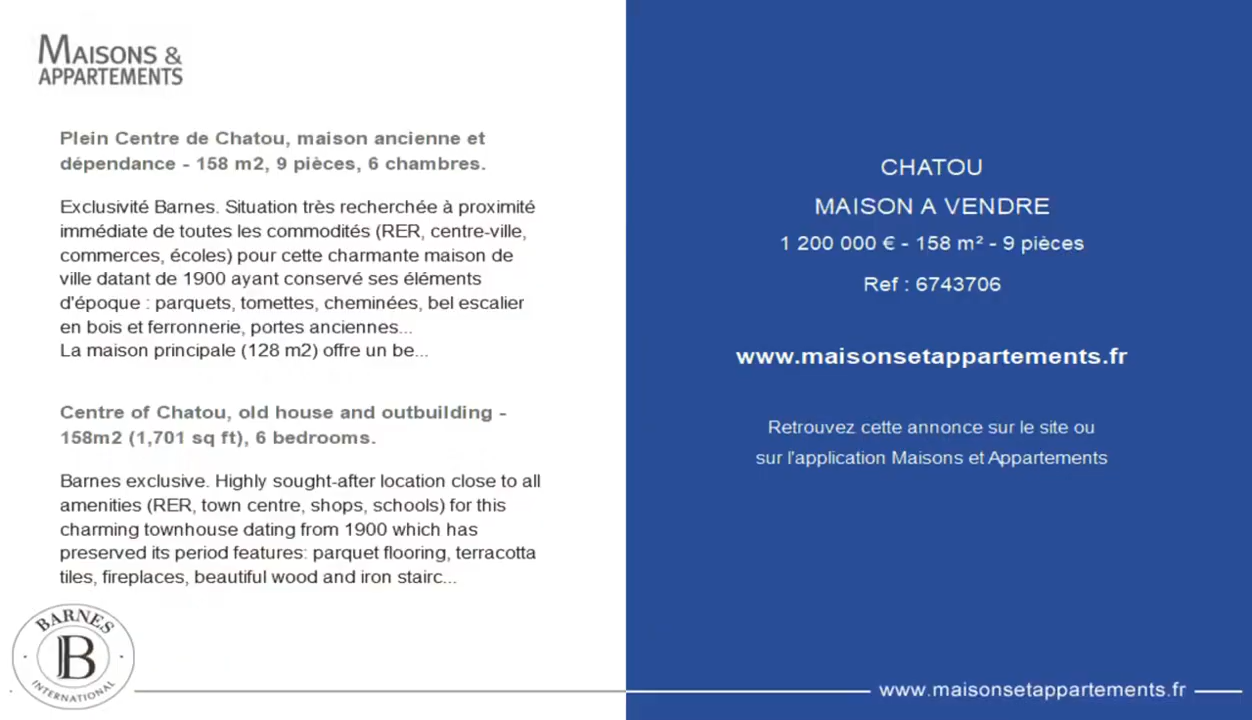 MAISONS &
APPARTEMENTS
Plein Centre de Chatou, maison ancienne et
dépendance - 158 m2, 9 pièces, 6 chambres.
Exclusivité Barnes. Situation très recherchée à proximité
immédiate de toutes les commodités (RER, centre-ville,
commerces, écoles) pour cette charmante maison de
ville datant de 1900 ayant conservé ses éléments
d'époque : parquets, tomettes, cheminées, bel escalier
en bois et ferronnerie, portes anciennes...
La maison principale (128 m2) offre un be...
Centre of Chatou, old house and outbuilding -
158m2 (1,701 sq ft), 6 bedrooms.
Barnes exclusive. Highly sought-after location close to all
amenities (RER, town centre, shops, schools) for this
charming townhouse dating from 1900 which has
preserved its period features: parquet flooring, terracotta
tiles, fireplaces, beautiful wood and iron stairc...
BARNES
B
INTERNATIONAL
CHATOU
MAISON A VENDRE
1 200 000 € - 158 m² - 9 pièces
Ref : 6743706
www.maisonsetappartements.fr
Retrouvez cette annonce sur le site ou
sur l'application Maisons et Appartements
www.maisonsetappartements.fr